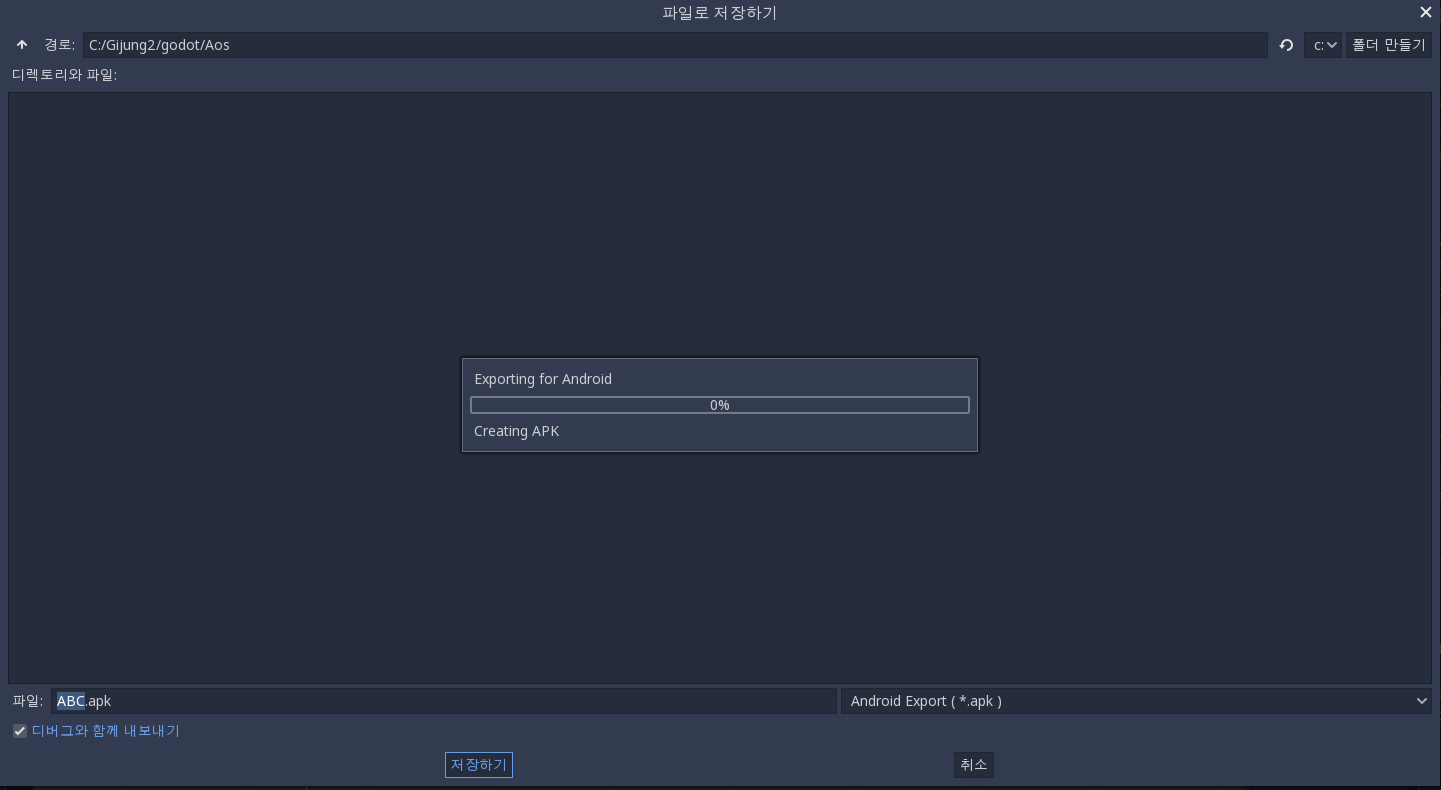 파일로 저장하기
경로: C:/Gijung2/godot/Aos c: 폴더 만들기
디렉토리와 파일:
Exporting for Android
0%
Creating APK
파일: ABC.apk Android Export ( *.apk )
디버그와 함께 내보내기
저장하기 취소